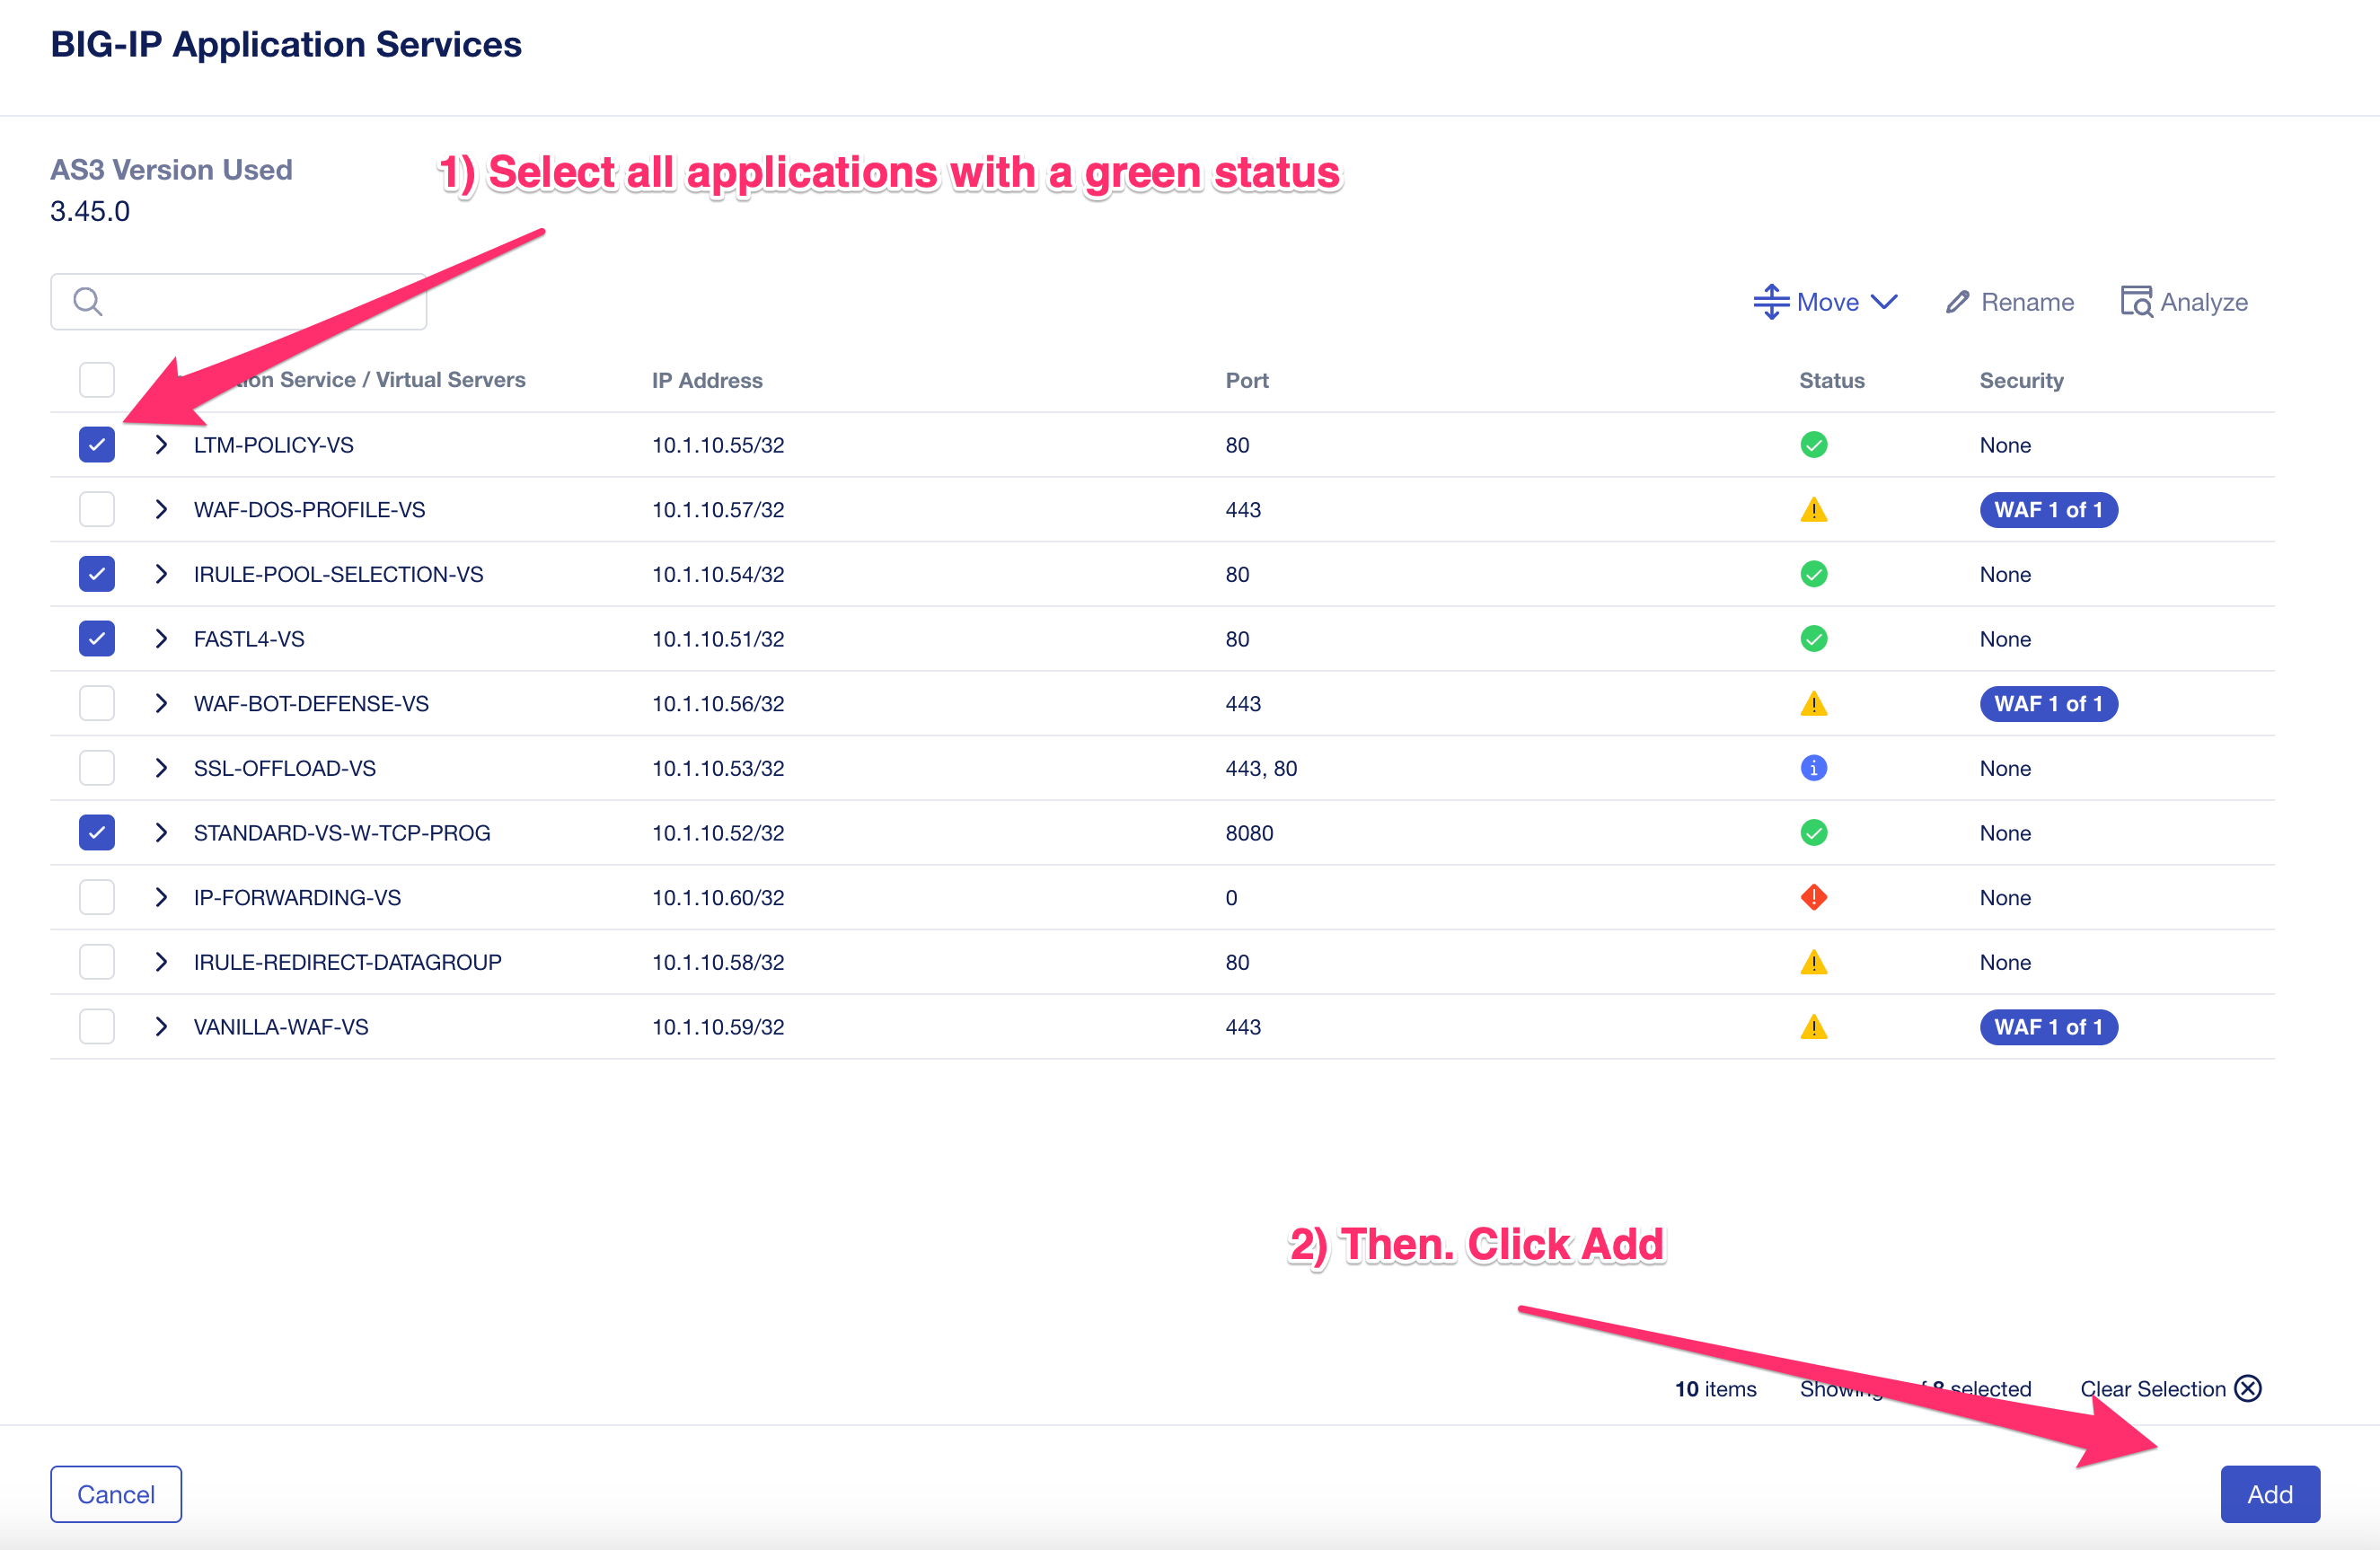 BIG-IP Application Services
AS3 Version Used
1) Select all applications with a green status
3.45.0
Move Rename Analyze
Service / Virtual Servers IP Address Port Status Security
LTM-POLICY-VS 10.1.10.55/32 80 None
WAF-DOS-PROFILE-VS 10.1.10.57/32 443 WAF 1 of 1
IRULE-POOL-SELECTION-VS 10.1.10.54/32 80 None
FASTL4-VS 10.1.10.51/32 80 None
WAF-BOT-DEFENSE-VS 10.1.10.56/32 443 WAF 1 of 1
SSL-OFFLOAD-VS 10.1.10.53/32 443, 80 None
STANDARD-VS-W-TCP-PROG 10.1.10.52/32 8080 None
IP-FORWARDING-VS 10.1.10.60/32 0 None
IRULE-REDIRECT-DATAGROUP 10.1.10.58/32 80 None
VANILLA-WAF-VS 10.1.10.59/32 443 WAF 1 of 1
2) Then. Click Add
10 items Showing 8 selected Clear Selection
Cancel Add